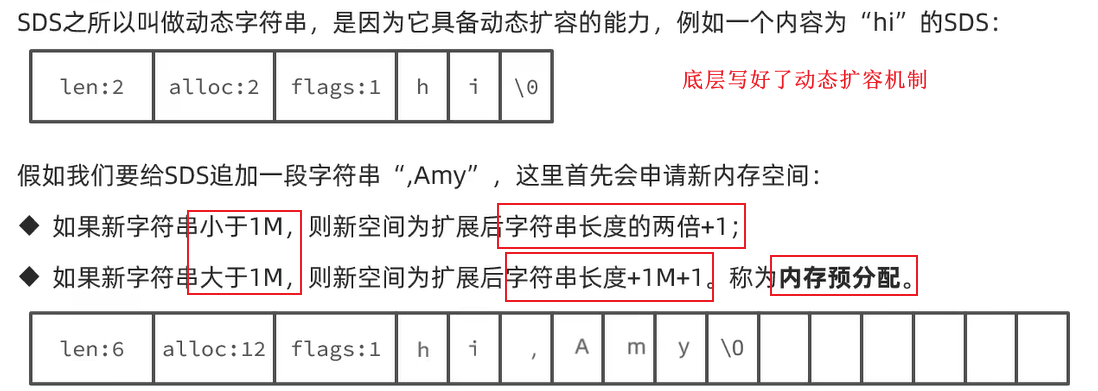 SDS之所以叫做动态字符串，是因为它具备动态扩容的能力，例如一个内容为“hi”的SDS：
len:2 alloc:2 flags:1 h i \0
底层写好了动态扩容机制
假如我们要给SDS追加一段字符串“,Amy”，这里首先会申请新内存空间：
◆ 如果新字符串小于1M，则新空间为扩展后字符串长度的两倍+1；
◆ 如果新字符串大于1M，则新空间为扩展后字符串长度+1M+1。称为内存预分配。
len:6 alloc:12 flags:1 h i , A m y \0